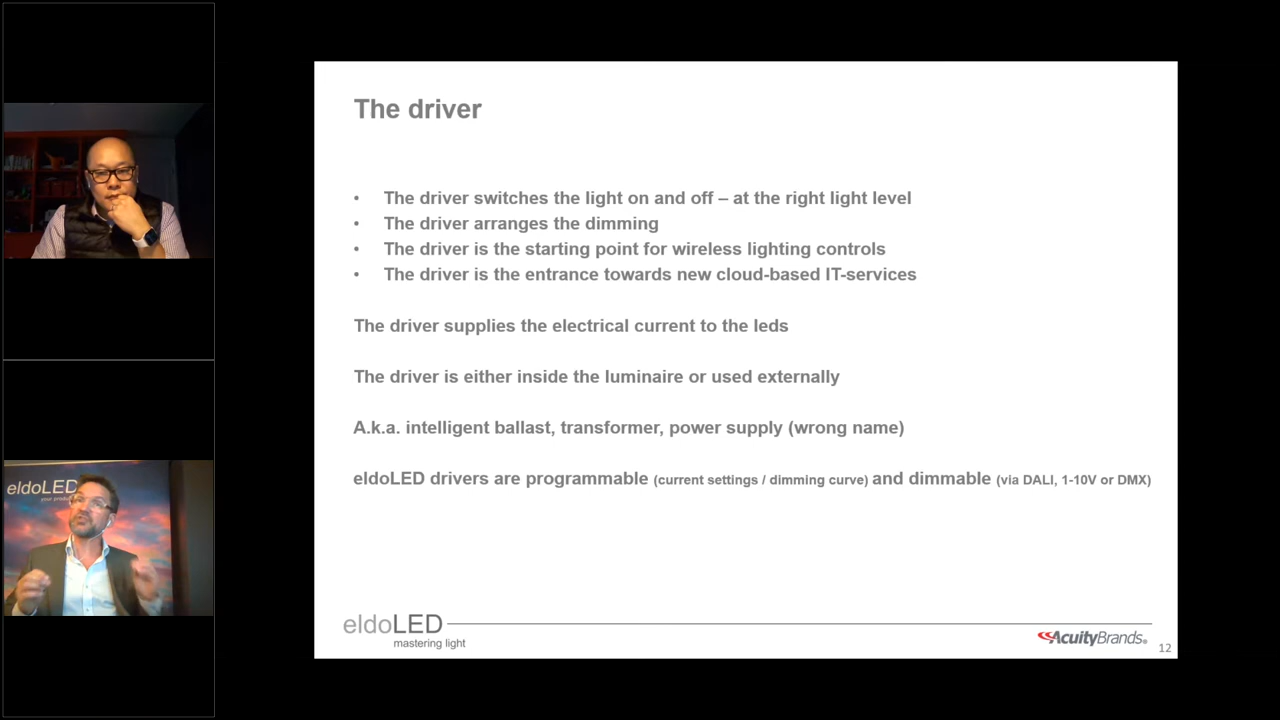 The driver
• The driver switches the light on and off – at the right light level
• The driver arranges the dimming
• The driver is the starting point for wireless lighting controls
• The driver is the entrance towards new cloud-based IT-services
The driver supplies the electrical current to the leds
The driver is either inside the luminaire or used externally
A.k.a. intelligent ballast, transformer, power supply (wrong name)
eldoLED drivers are programmable (current settings / dimming curve) and dimmable (via DALI, 1-10V or DMX)
eldoLED
mastering light
AcuityBrands.
12
eldoLED
your produ